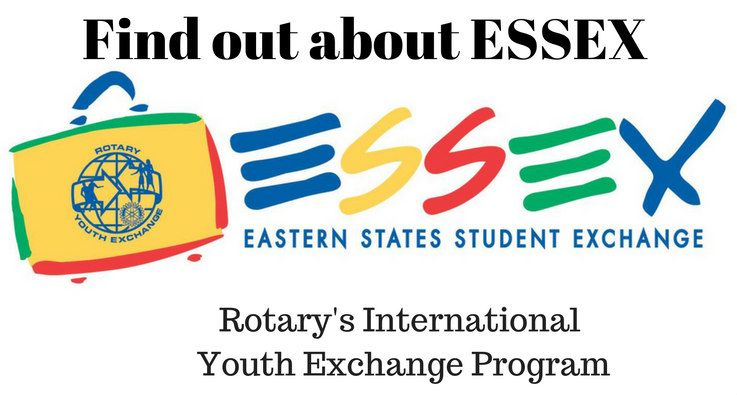 Find out about ESSEX
ROTARY
YOUTH EXCHANGE
ESSEX
EASTERN STATES STUDENT EXCHANGE
Rotary's International
Youth Exchange Program